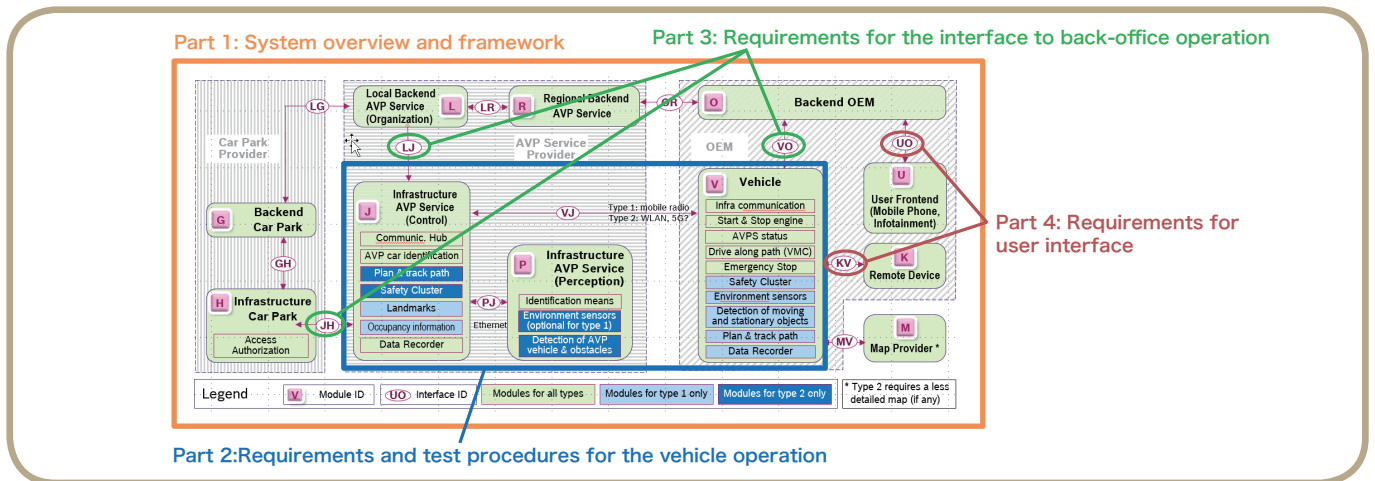 Part 1: System overview and framework
Part 3: Requirements for the interface to back-office operation
Local Backend
AVP Service
(Organization)
L
LR
R
Regional Backend
AVP Service
OR
O
Backend OEM
LG
Car Park
Provider
LJ
AVP Service
Provider
OEM
VO
UO
G
Backend
Car Park
GH
H
Infrastructure
Car Park
Access
Authorization
JH
J
Infrastructure
AVP Service
(Control)
Communic. Hub
AVP car identification
Plan & track path
Safety Cluster
Landmarks
Occupancy information
Data Recorder
VJ
Type 1: mobile radio
Type 2: WLAN, 5G?
PJ
Ethernet
P
Infrastructure
AVP Service
(Perception)
Identification means
Environment sensors
(optional for type 1)
Detection of AVP
vehicle & obstacles
V
Vehicle
Infra communication
Start & Stop engine
AVPS status
Drive along path (VMC)
Emergency Stop
Safety Cluster
Environment sensors
Detection of moving
and stationary objects
Plan & track path
Data Recorder
U
User Frontend
(Mobile Phone,
Infotainment)
KV
K
Remote Device
MV
M
Map Provider *
Part 4: Requirements for
user interface
Legend
V
Module ID
UO
Interface ID
Modules for all types
Modules for type 1 only
Modules for type 2 only
* Type 2 requires a less
detailed map (if any)
Part 2:Requirements and test procedures for the vehicle operation